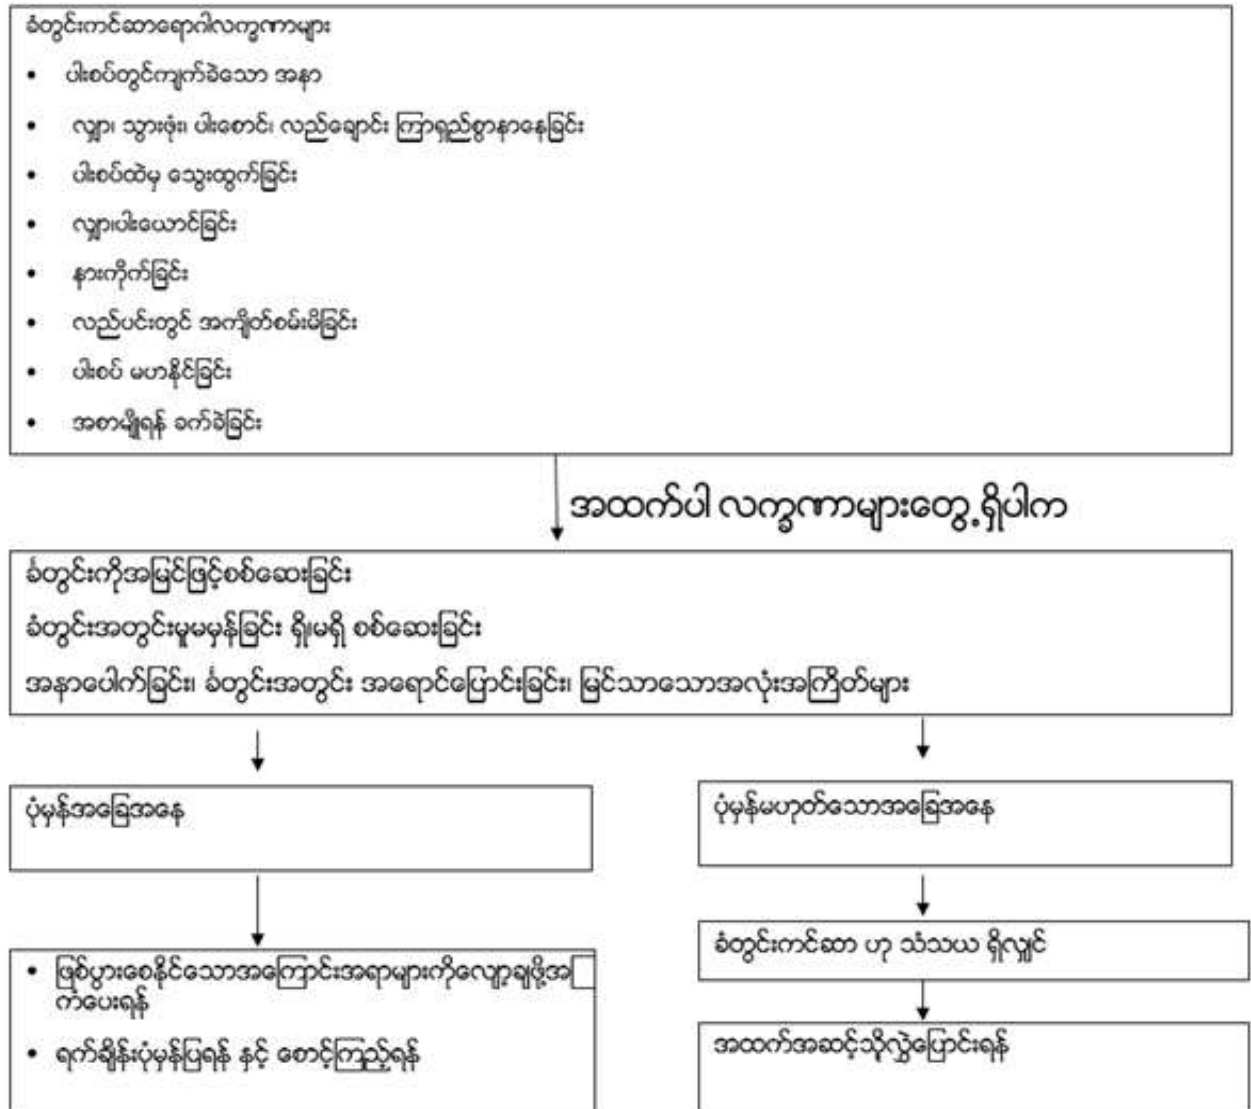 ခံတွင်းကင်ဆာရောဂါလက္ခဏာများ
• ပါးစပ်တွင်ကျက်ခဲသော အနာ
• လျှာ၊ သွားဖုံး၊ ပါးစောင်၊ လည်ချောင်း ကြာရှည်စွာနာနေခြင်း
• ပါးစပ်ထဲမှ သွေးထွက်ခြင်း
• လျှာ၊ပါးယောင်ခြင်း
• နားကိုက်ခြင်း
• လည်ပင်းတွင် အကျိတ်စမ်းမိခြင်း
• ပါးစပ် မဟနိုင်ခြင်း
• အစာမျိုရန် ခက်ခဲခြင်း
အထက်ပါ လက္ခဏာများတွေ့ရှိပါက
ခံတွင်းကိုအမြင်ဖြင့်စစ်ဆေးခြင်း
ခံတွင်းအတွင်းမူမမှန်ခြင်း ရှိ၊မရှိ စစ်ဆေးခြင်း
အနာပေါက်ခြင်း၊ ခံတွင်းအတွင်း အရောင်ပြောင်းခြင်း၊ မြင်သာသောအလုံးအကြိတ်များ
ပုံမှန်အခြေအနေ
• ဖြစ်ပွားစေနိုင်သောအကြောင်းအရာများကိုလျော့ချဖို့အကြံ
ကံပေးရန်
• ရက်ချိန်းပုံမှန်ပြရန် နှင့် စောင့်ကြည့်ရန်
ပုံမှန်မဟုတ်သောအခြေအနေ
ခံတွင်းကင်ဆာ ဟု သံသယ ရှိလျှင်
အထက်အဆင့်သို့လွှဲပြောင်းရန်